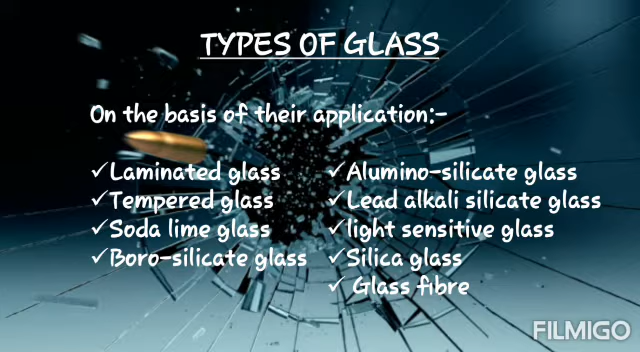 TYPES OF GLASS
On the basis of their application:-
✓Laminated glass
✓Tempered glass
✓Soda lime glass
✓Boro-silicate glass
✓Alumino-silicate glass
✓Lead alkali silicate glass
✓light sensitive glass
✓Silica glass
✓ Glass fibre
FILMIGO